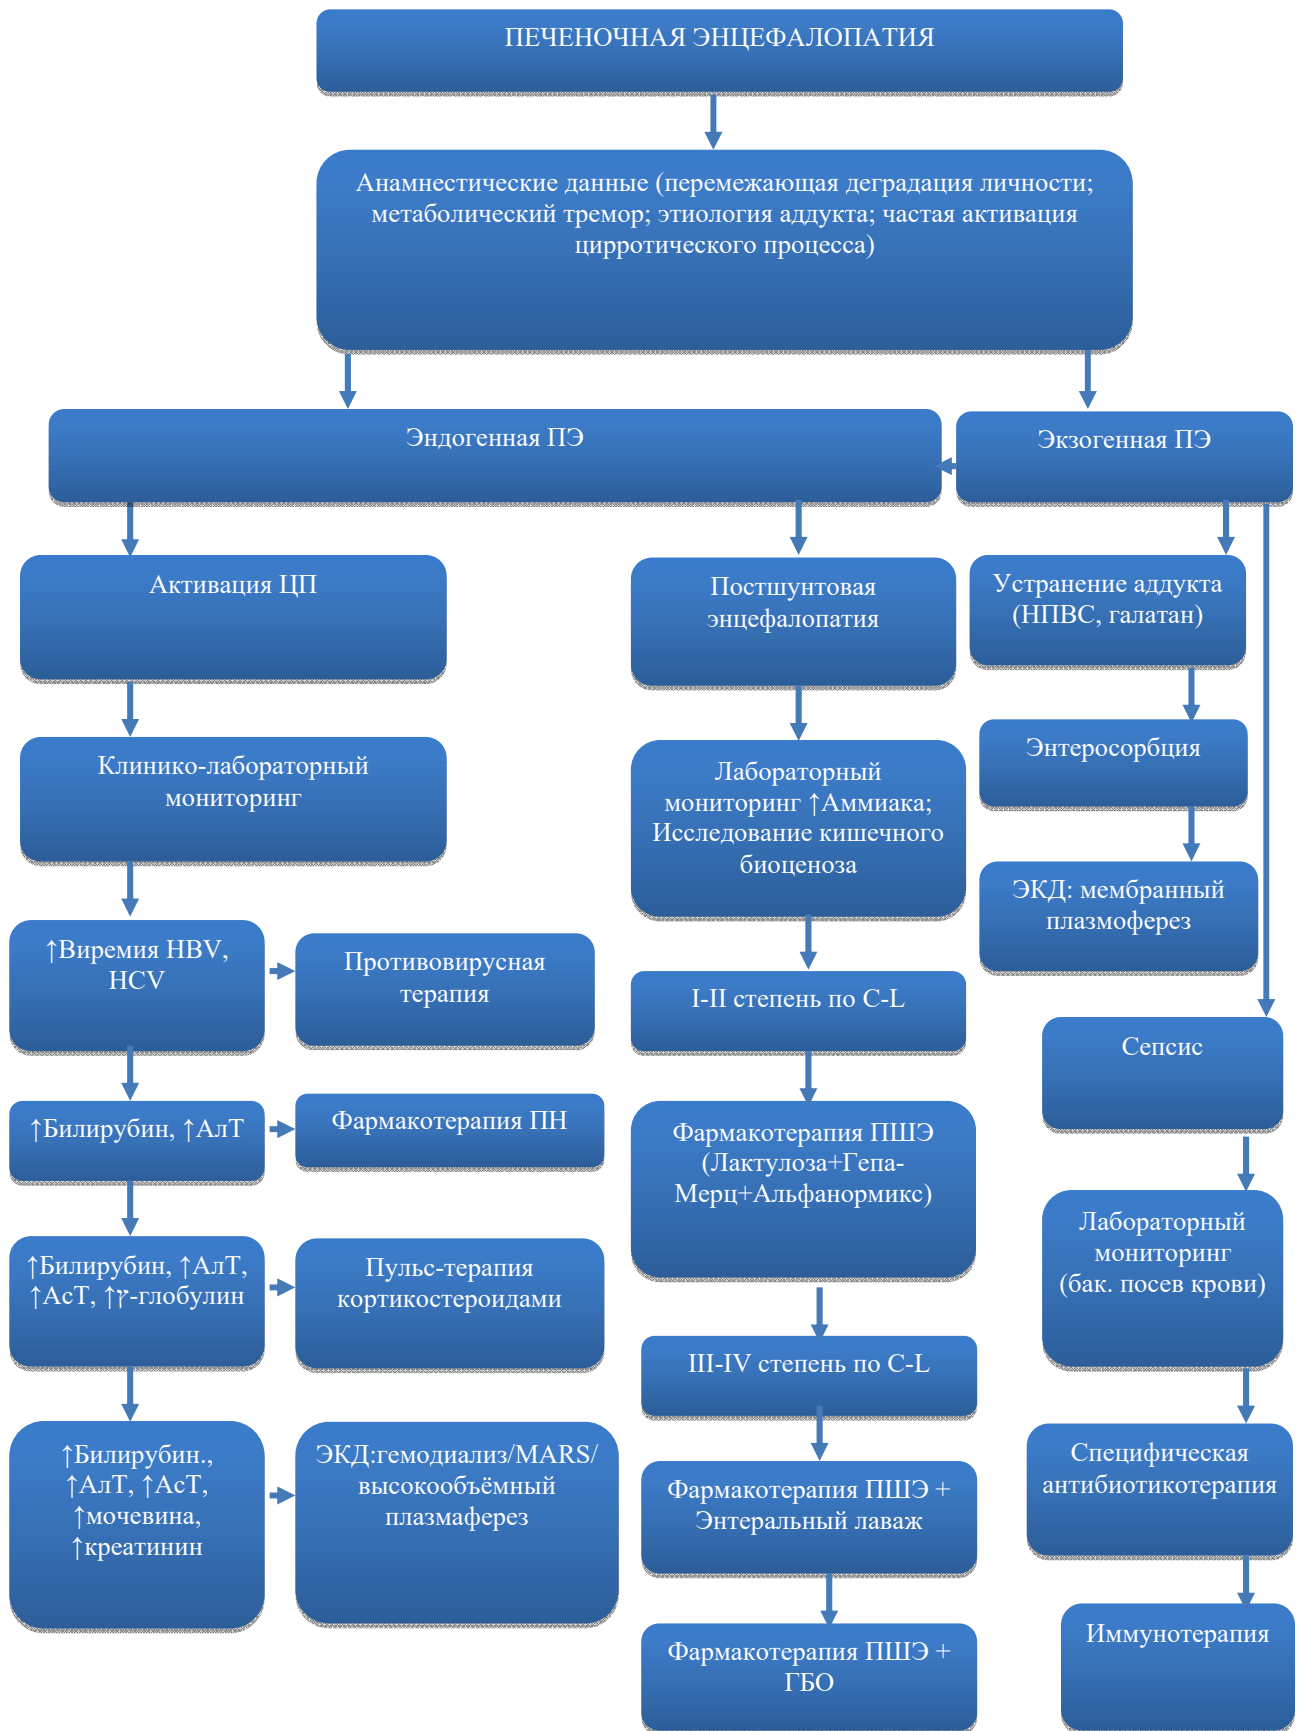 ПЕЧЕНОЧНАЯ ЭНЦЕФАЛОПАТИЯ
Анамнестические данные (перемежающая деградация личности;
метаболический тремор; этиология аддукта; частая активация
цирротического процесса)
Эндогенная ПЭ
Экзогенная ПЭ
Активация ЦП
Клинико-лабораторный
мониторинг
↑Виремия HBV,
HCV
Противовирусная
терапия
↑Билирубин, ↑АлТ
Фармакотерапия ПН
↑Билирубин, ↑АлТ,
↑АсТ, ↑γ-глобулин
Пульс-терапия
кортикостероидами
↑Билирубин.,
↑АлТ, ↑АсТ,
↑мочевина,
↑креатинин
ЭКД:гемодиализ/MARS/
высокообъёмный
плазмаферез
Постшунтовая
энцефалопатия
Лабораторный
мониторинг ↑Аммиака;
Исследование кишечного
биоценоза
I-II степень по C-L
Фармакотерапия ПШЭ
(Лактулоза+Гепа-
Мерц+Альфанормикс)
III-IV степень по C-L
Фармакотерапия ПШЭ +
Энтеральный лаваж
Фармакотерапия ПШЭ +
ГБО
Устранение аддукта
(НПВС, галатан)
Энтеросорбция
ЭКД: мембранный
плазмоферез
Сепсис
Лабораторный
мониторинг
(бак. посев крови)
Специфическая
антибиотикотерапия
Иммунотерапия